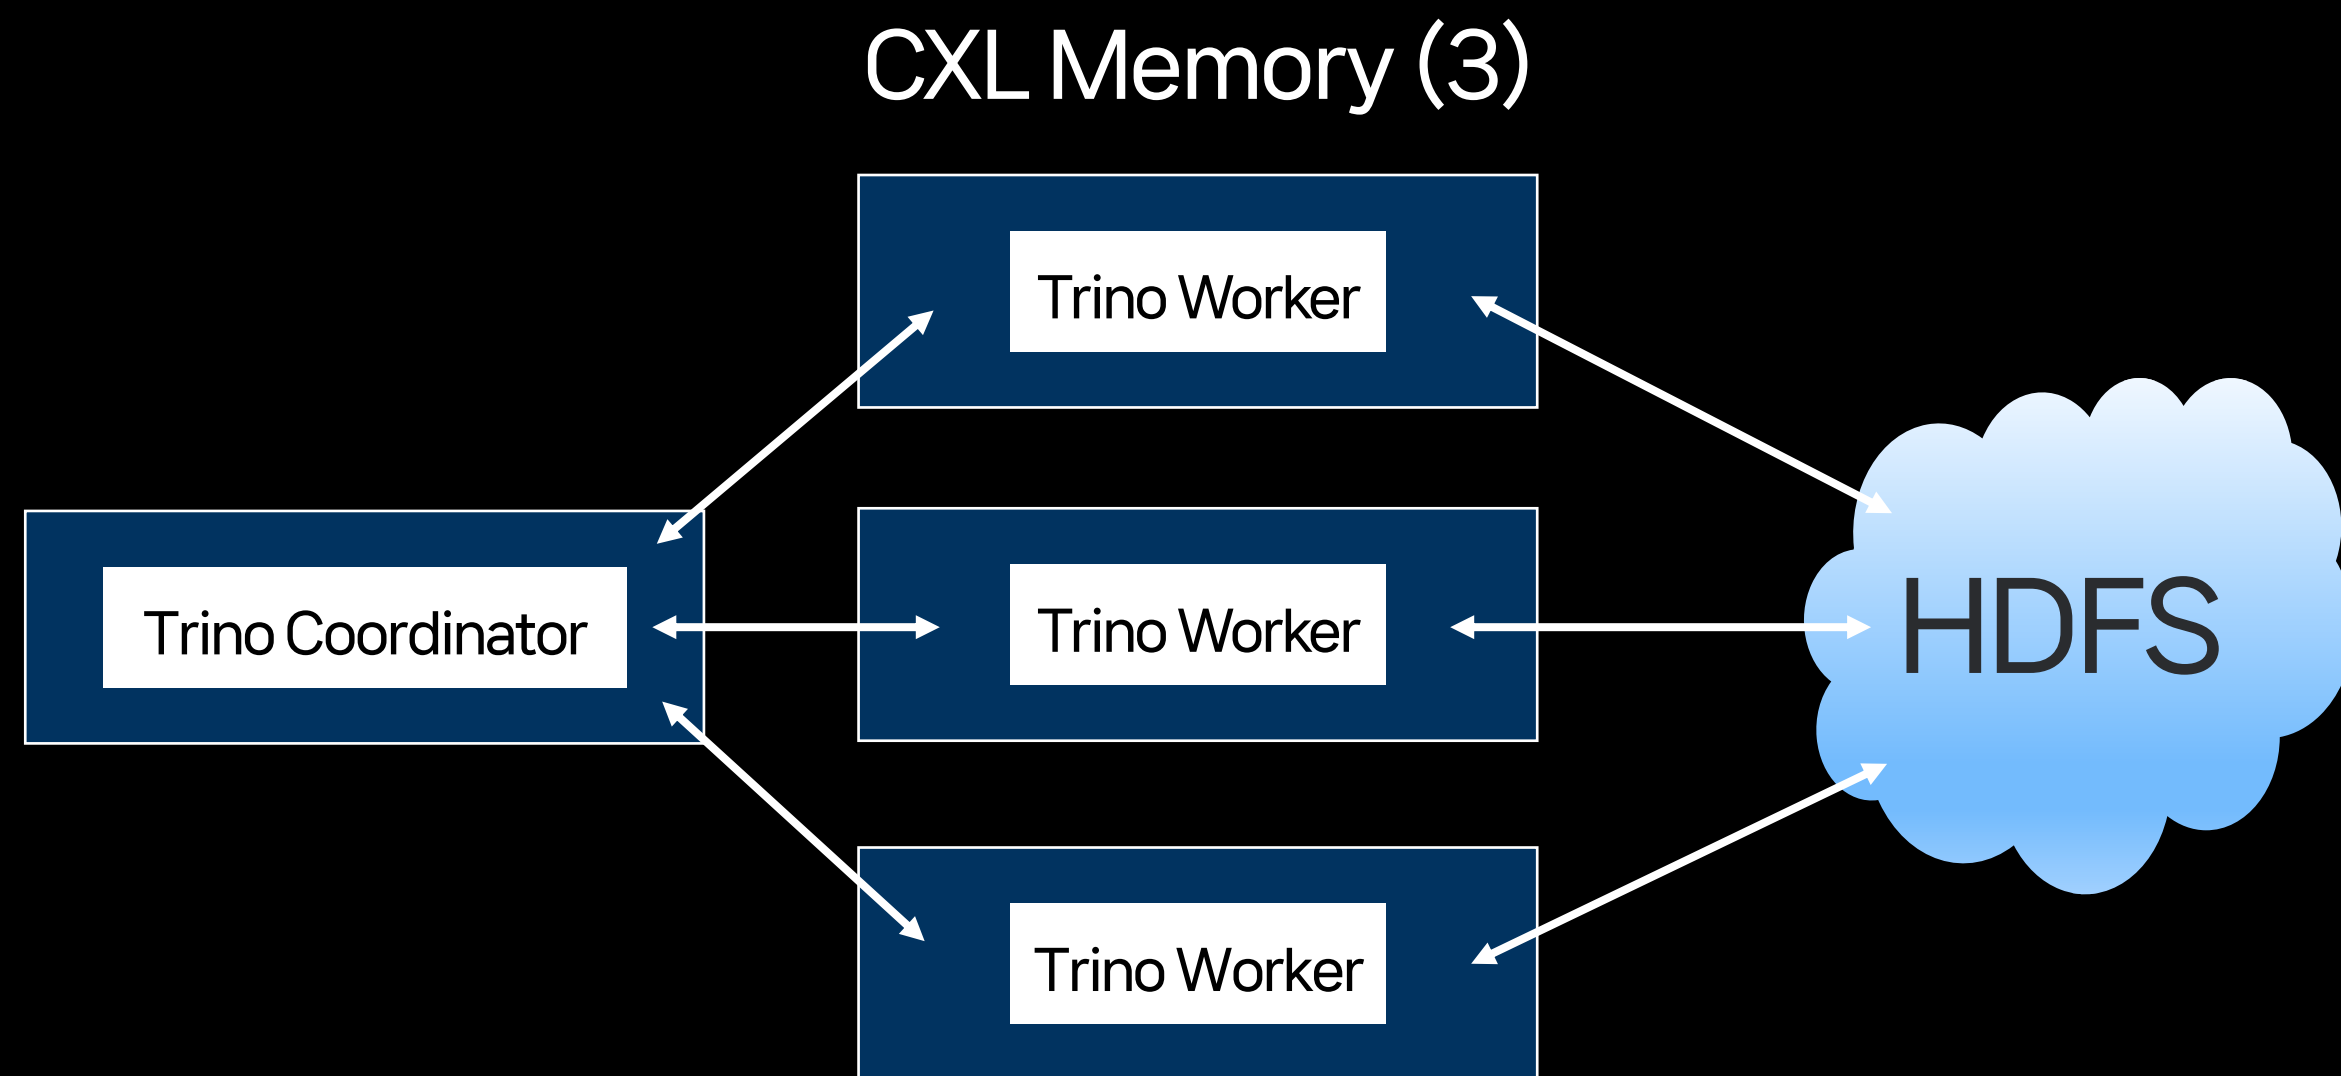 CXL Memory (3)
Trino Worker
Trino Coordinator
Trino Worker
HDFS
Trino Worker